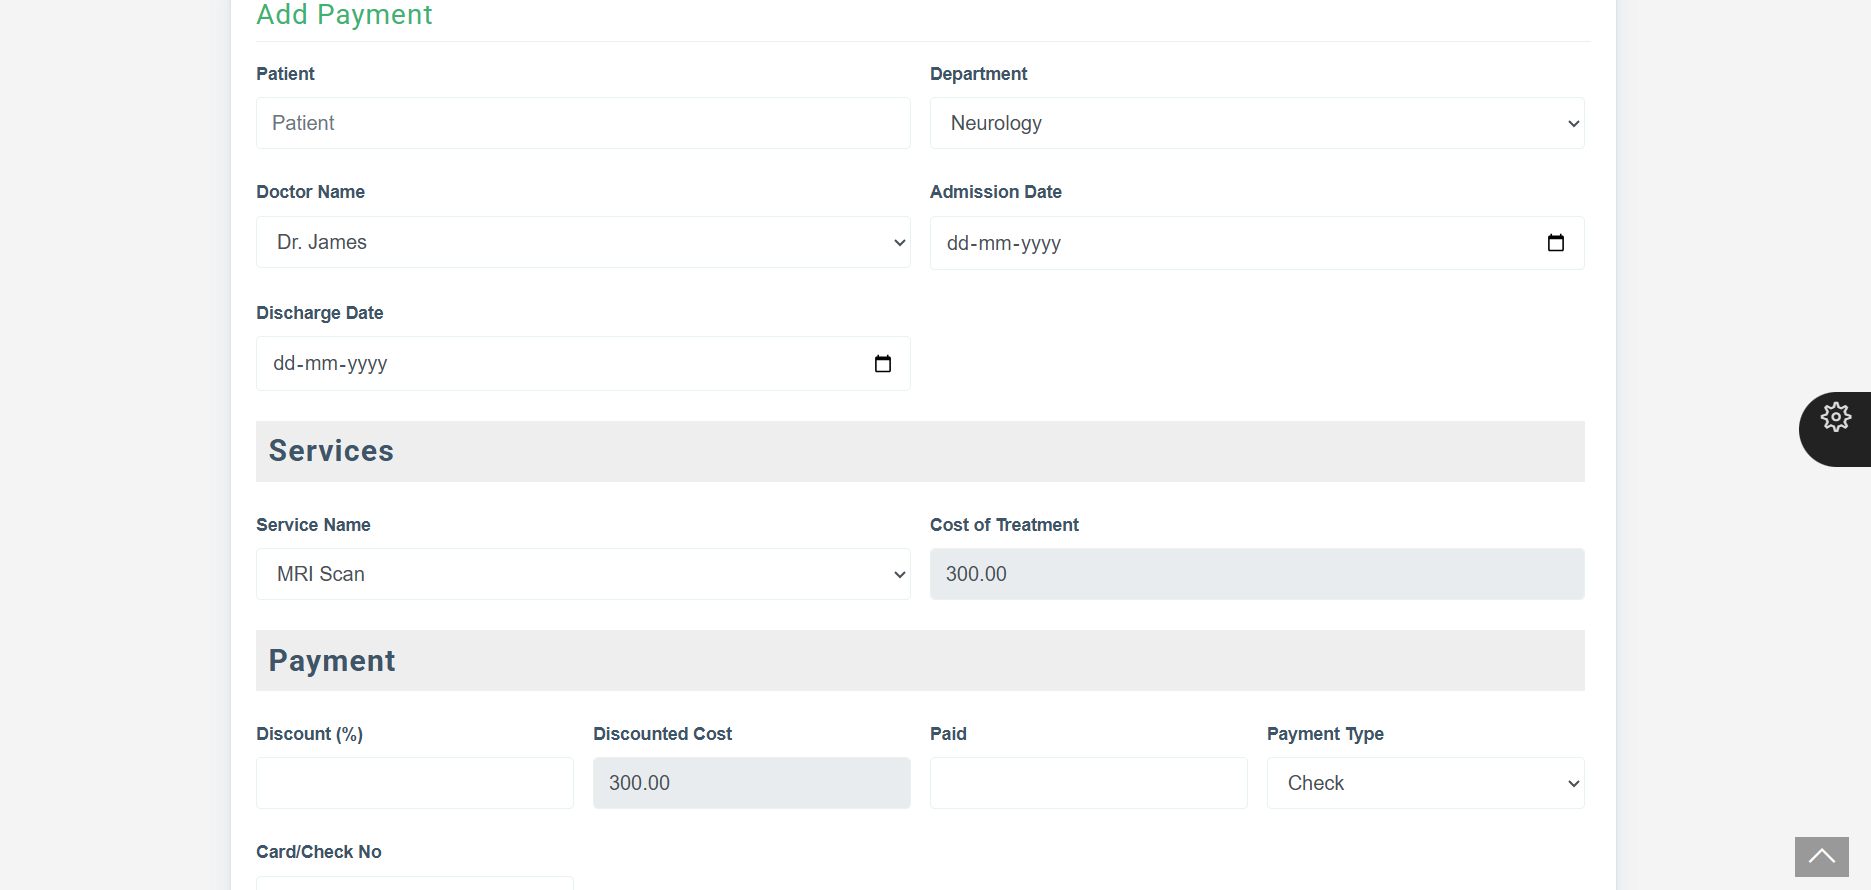 Add Payment
Patient
Department
Patient
Neurology
Doctor Name
Admission Date
Dr. James
dd-mm-yyyy
Discharge Date
dd-mm-yyyy
Services
Service Name
Cost of Treatment
MRI Scan
300.00
Payment
Discount (%)
Discounted Cost
Paid
Payment Type
300.00
Check
Card/Check No